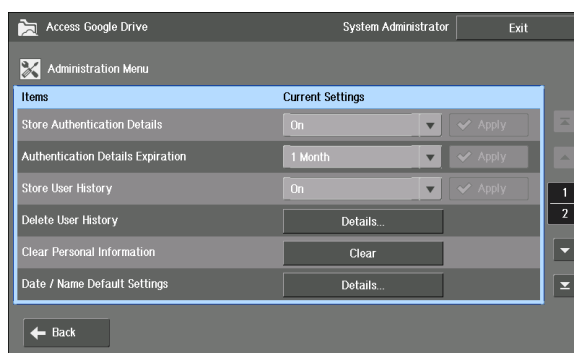 Access Google Drive System Administrator Exit
Administration Menu
Items Current Settings
Store Authentication Details On Apply
Authentication Details Expiration 1 Month Apply
Store User History On Apply
1
Delete User History Details...
2
Clear Personal Information Clear
Date / Name Default Settings Details...
Back